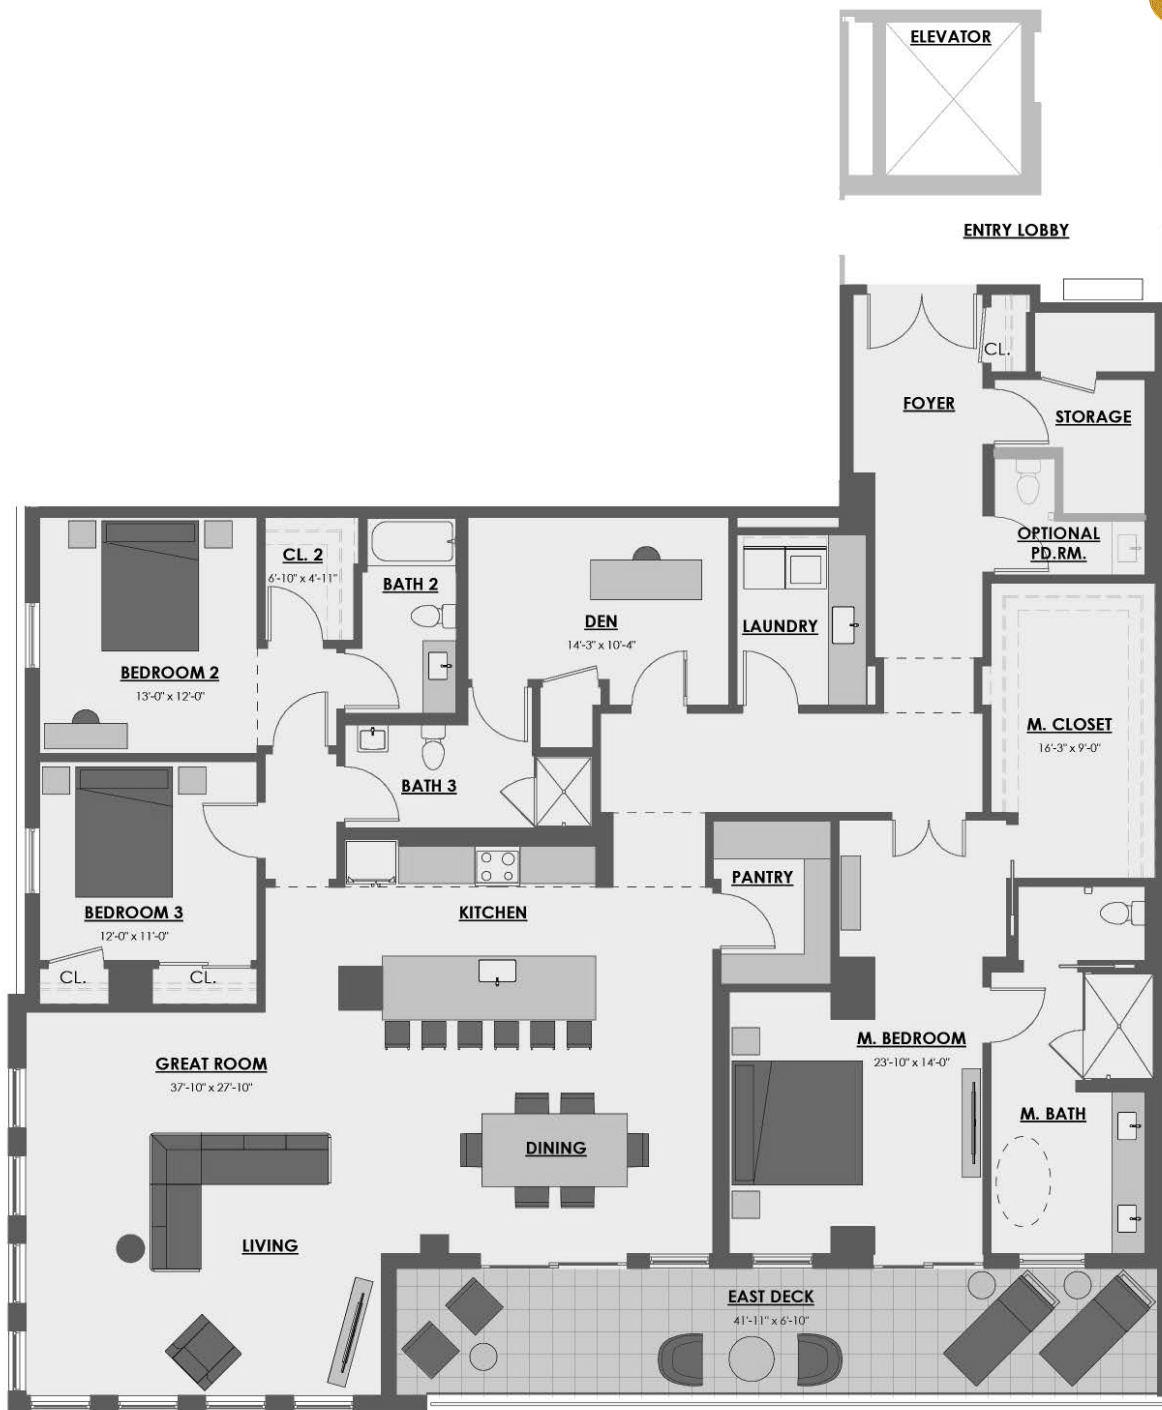 ELEVATOR
ENTRY LOBBY
CL.
FOYER
STORAGE
OPTIONAL
PD.RM.
CL. 2
6'-10" x 4'-11"
BATH 2
DEN
14'-3" x 10'-4"
LAUNDRY
BEDROOM 2
13'-0" x 12'-0"
M. CLOSET
16'-3" x 9'-0"
BATH 3
PANTRY
BEDROOM 3
12'-0" x 11'-0"
KITCHEN
CL.
CL.
GREAT ROOM
37'-10" x 27'-10"
M. BEDROOM
23'-10" x 14'-0"
M. BATH
DINING
LIVING
EAST DECK
41'-11" x 6'-10"